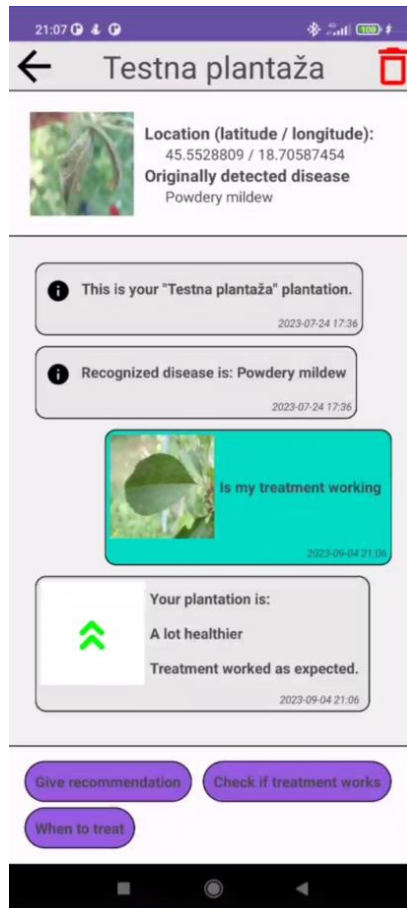 21:07
100
Testna plantaža
Location (latitude / longitude):
45.5528809 / 18.70587454
Originally detected disease
Powdery mildew
This is your "Testna plantaža" plantation.
2023-07-24 17:36
Recognized disease is: Powdery mildew
2023-07-24 17:36
Is my treatment working
2023-09-04 21:06
Your plantation is:
A lot healthier
Treatment worked as expected.
2023-09-04 21:06
Give recommendation
Check if treatment works
When to treat